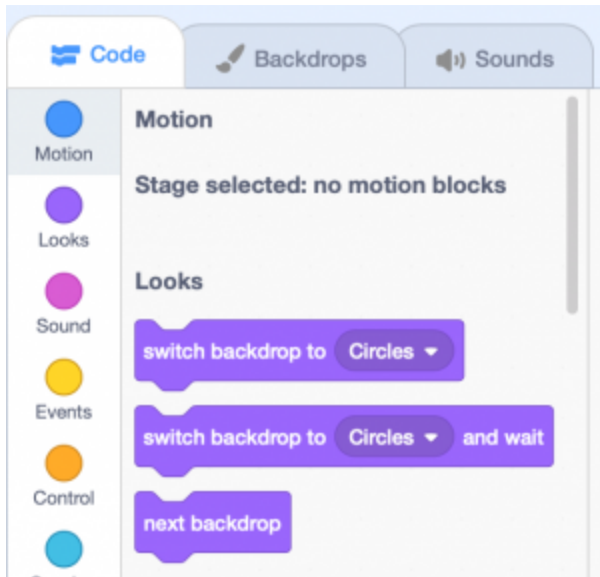 Code Backdrops Sounds
Motion
Looks
Sound
Events
Control
Motion
Stage selected: no motion blocks
Looks
switch backdrop to Circles
switch backdrop to Circles and wait
next backdrop